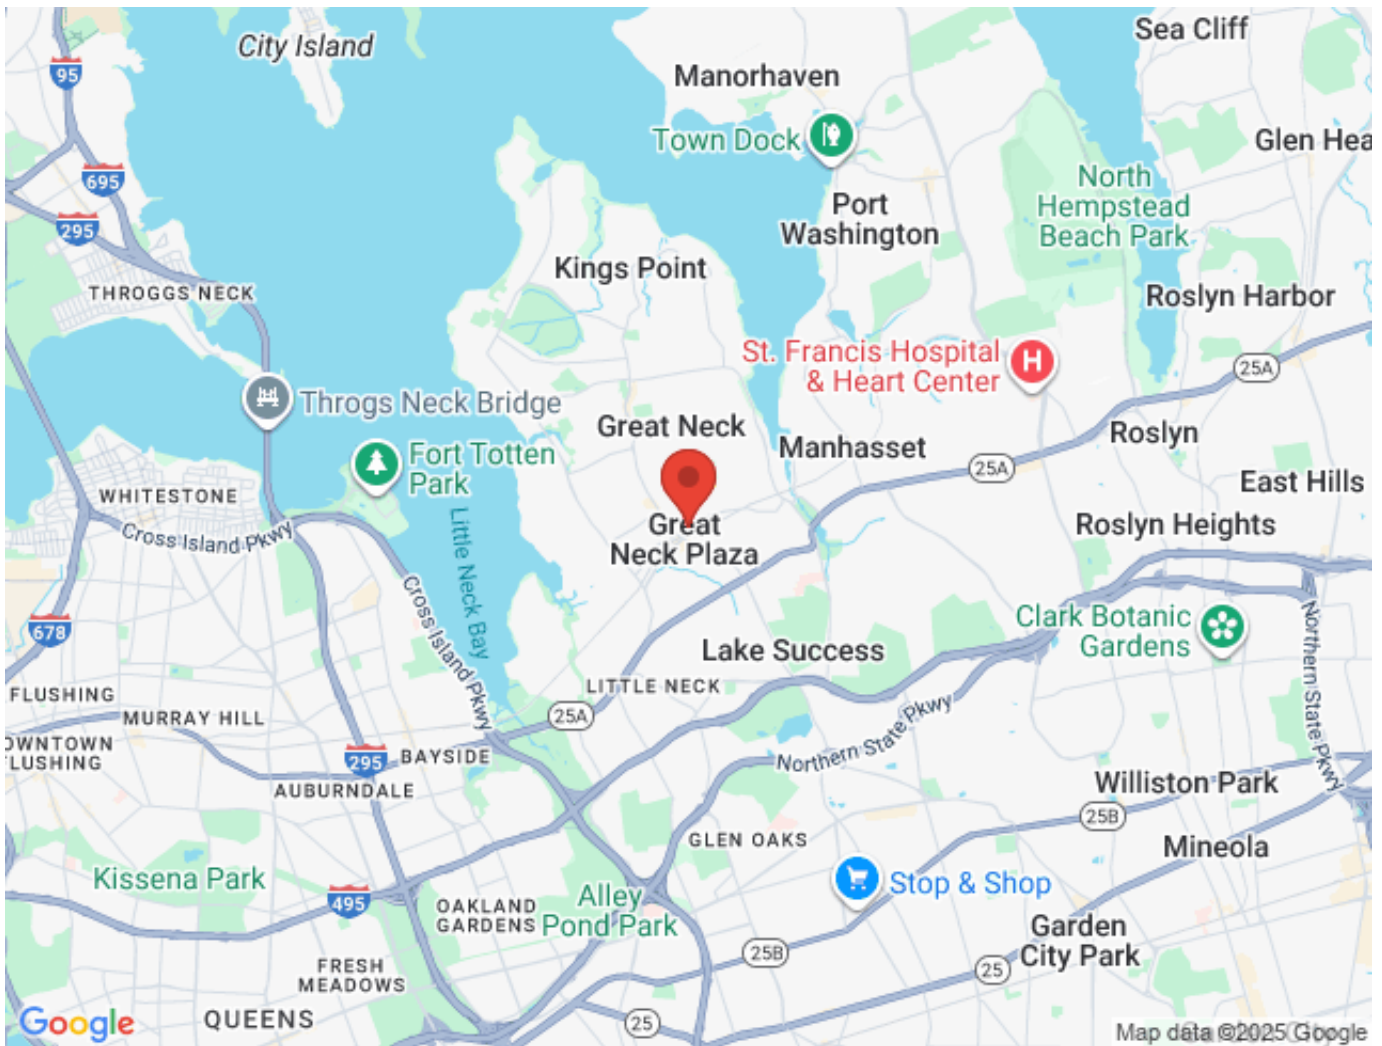 City Island
Sea Cliff
95
Manorhaven
Town Dock
Glen Hea
695
North
Hempstead
Beach Park
295
Port
Washington
Kings Point
THROGGS NECK
Roslyn Harbor
St. Francis Hospital
& Heart Center
25A
Throgs Neck Bridge
Great Neck
Manhasset
Roslyn
Fort Totten
Park
25A
East Hills
WHITESTONE
Cross Island Pkwy
Little Neck Bay
Great
Neck Plaza
Roslyn Heights
Cross Island Pkwy
678
Clark Botanic
Gardens
Northern State Pkwy
Lake Success
LITTLE NECK
FLUSHING
MURRAY HILL
25A
Northern State Pkwy
OWNTOWN
FLUSHING
295
BAYSIDE
AUBURNDALE
Williston Park
25B
GLEN OAKS
Mineola
Kissena Park
495
OAKLAND
GARDENS
Alley
Pond Park
Stop & Shop
25B
Garden
City Park
25
FRESH
MEADOWS
Google
QUEENS
25
Map data ©2025 Google